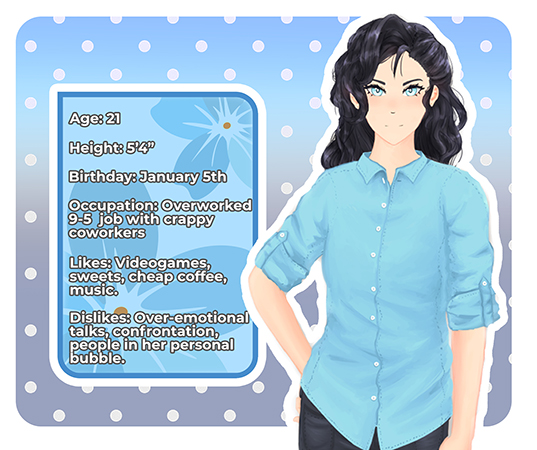 Age: 21
Height: 5'4"
Birthday: January 5th
Occupation: Overworked
9-5 job with crappy
coworkers
Likes: Videogames,
sweets, cheap coffee,
music.
Dislikes: Over-emotional
talks, confrontation,
people in her personal
bubble.